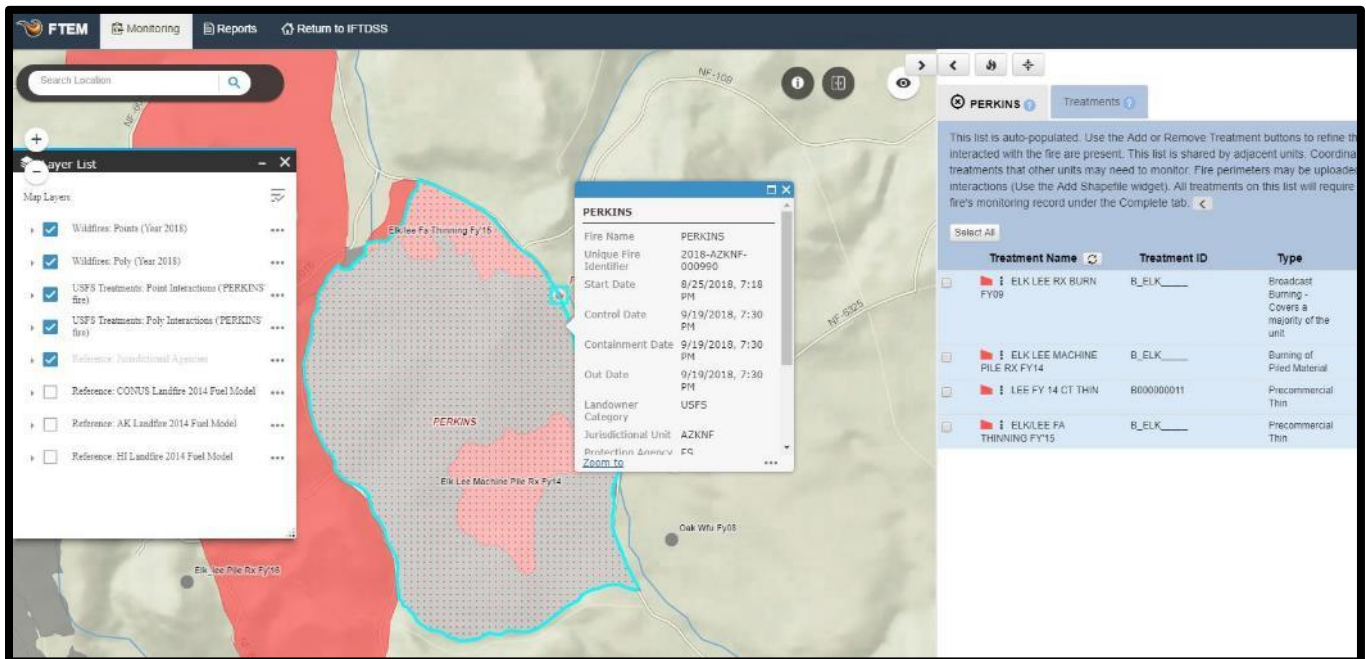 FTEM
Monitoring
Reports
Return to IFTDSS
Search Location
NF-109
Layer List
Map Layers
Wildfires: Points (Year 2018)
Wildfires: Poly (Year 2018)
USFS Treatments: Point Interactions ('PERKINS'
fire)
USFS Treatments: Poly Interactions ('PERKINS'
fire)
Reference: Jurisdictional Agencies
Reference: CONUS Landfire 2014 Fuel Model
Reference: AK Landfire 2014 Fuel Model
Reference: HI Landfire 2014 Fuel Model
Elk/lee Fa Thinning Fy'15
PERKINS
Elk Lee Machine Pile Rx Fy14
Oak Wfu Fy08
Elk_lee Pile Rx Fy'16
NF-6325
PERKINS
Fire Name PERKINS
Unique Fire 2018-AZKNF-
Identifier 000990
Start Date 8/25/2018, 7:18
PM
Control Date 9/19/2018, 7:30
PM
Containment Date 9/19/2018, 7:30
PM
Out Date 9/19/2018, 7:30
PM
Landowner USFS
Category
Jurisdictional Unit AZKNF
Protecting Agency FS
Zoom to
PERKINS
Treatments
This list is auto-populated. Use the Add or Remove Treatment buttons to refine th
interacted with the fire are present. This list is shared by adjacent units. Coordina
treatments that other units may need to monitor. Fire perimeters may be uploaded
interactions (Use the Add Shapefile widget). All treatments on this list will require
fire's monitoring record under the Complete tab.
Select All
Treatment Name Treatment ID Type
ELK LEE RX BURN B_ELK_____ Broadcast
FY09 Burning -
Covers a
majority of the
unit
ELK LEE MACHINE B_ELK_____ Burning of
PILE RX FY14 Piled Material
LEE FY 14 CT THIN B000000011 Precommercial
Thin
ELK/LEE FA B_ELK_____ Precommercial
THINNING FY'15 Thin